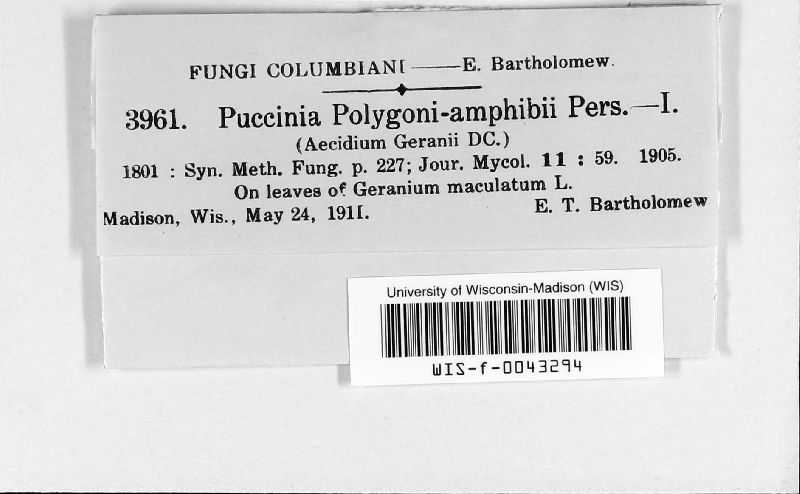 FUNGI COLUMBIANI —— E. Bartholomew.
3961. Puccinia Polygoni-amphibii Pers.—I.
(Aecidium Geranii DC.)
1801 : Syn. Meth. Fung. p. 227; Jour. Mycol. 11 : 59. 1905.
On leaves of Geranium maculatum L.
Madison, Wis., May 24, 1911. E. T. Bartholomew
University of Wisconsin-Madison (WIS)
WIS-f-0043294